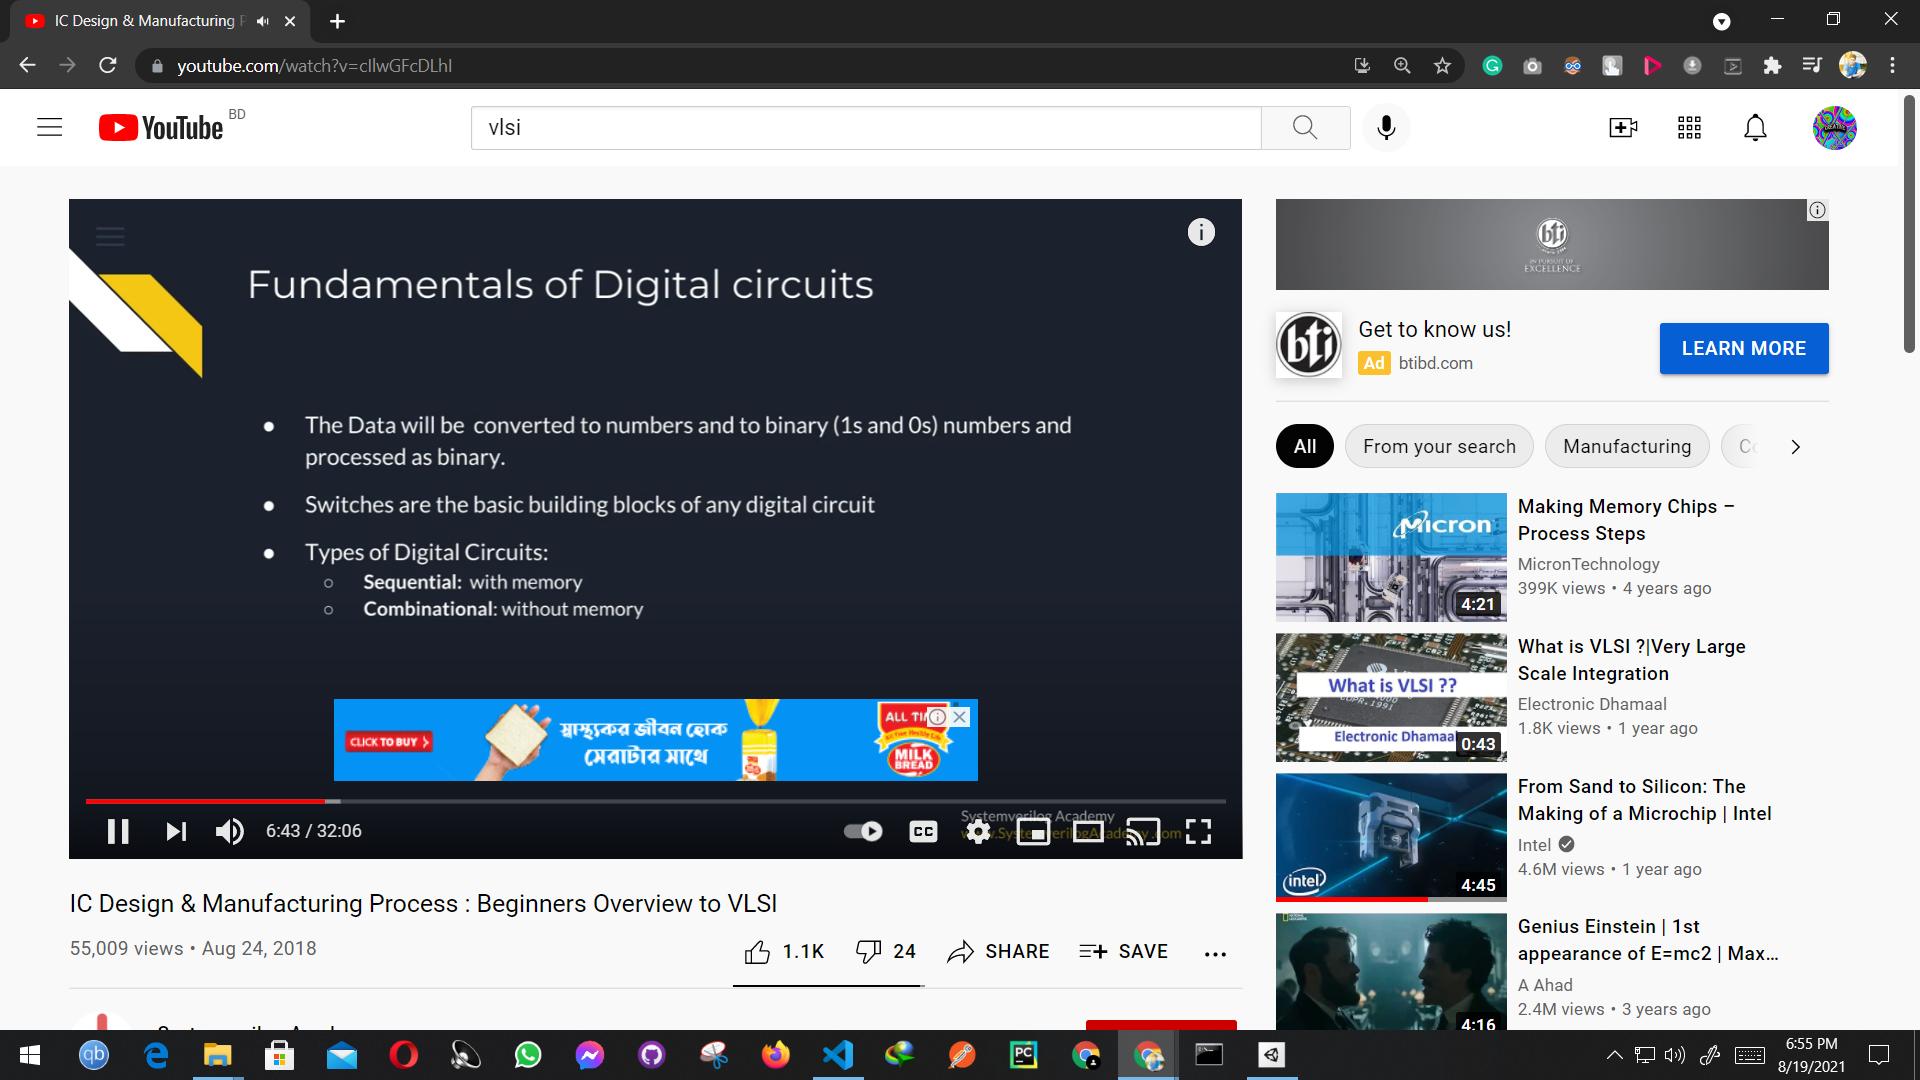 IC Design & Manufacturing P
youtube.com/watch?v=cIlwGFcDLhI
YouTube BD
vlsi
Fundamentals of Digital circuits
The Data will be converted to numbers and to binary (1s and 0s) numbers and
processed as binary.
Switches are the basic building blocks of any digital circuit
Types of Digital Circuits:
Sequential: with memory
Combinational: without memory
CLICK TO BUY
স্বাস্থ্যকর জীবন হোক
সেরাটার সাথে
ALL TI
MILK
BREAD
Systemverilog Academy
6:43 / 32:06
CC
IC Design & Manufacturing Process : Beginners Overview to VLSI
55,009 views • Aug 24, 2018
1.1K
24
SHARE
SAVE
bti
IN PURSUIT OF
EXCELLENCE
bti
Get to know us!
Ad btibd.com
LEARN MORE
All
From your search
Manufacturing
Micron
4:21
Making Memory Chips –
Process Steps
MicronTechnology
399K views • 4 years ago
What is VLSI ??
Electronic Dhamaal
0:43
What is VLSI ?|Very Large
Scale Integration
Electronic Dhamaal
1.8K views • 1 year ago
intel
4:45
From Sand to Silicon: The
Making of a Microchip | Intel
Intel
4.6M views • 1 year ago
4:16
Genius Einstein | 1st
appearance of E=mc2 | Max...
A Ahad
2.4M views • 3 years ago
qb
PC
6:55 PM
8/19/2021